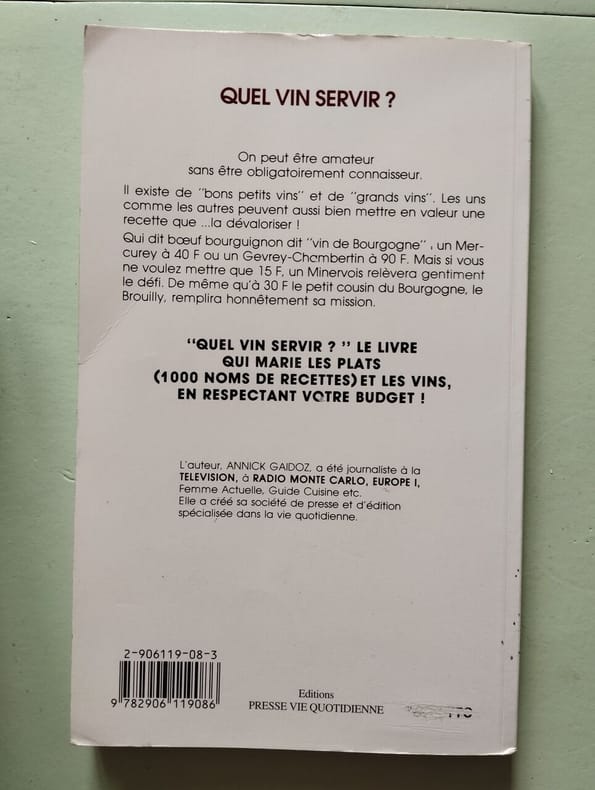 QUEL VIN SERVIR ?
On peut être amateur
sans être obligatoirement connaisseur.
Il existe de "bons petits vins" et de "grands vins". Les uns
comme les autres peuvent aussi bien mettre en valeur une
recette que ...la dévaloriser !
Qui dit bœuf bourguignon dit "vin de Bourgogne" , un Mer-
curey à 40 F ou un Gevrey-Chambertin à 90 F. Mais si vous
ne voulez mettre que 15 F, un Minervois relèvera gentiment
le défi. De même qu'à 30 F le petit cousin du Bourgogne, le
Brouilly, remplira honnêtement sa mission.
"QUEL VIN SERVIR ? " LE LIVRE
QUI MARIE LES PLATS
(1000 NOMS DE RECETTES) ET LES VINS,
EN RESPECTANT VOTRE BUDGET !
L'auteur, ANNICK GAIDOZ, a été journaliste à la
TELEVISION, à RADIO MONTE CARLO, EUROPE I,
Femme Actuelle, Guide Cuisine etc.
Elle a créé sa société de presse et d'édition
spécialisée dans la vie quotidienne.
2-906119-08-3
9 782906 119086
Editions
PRESSE VIE QUOTIDIENNE